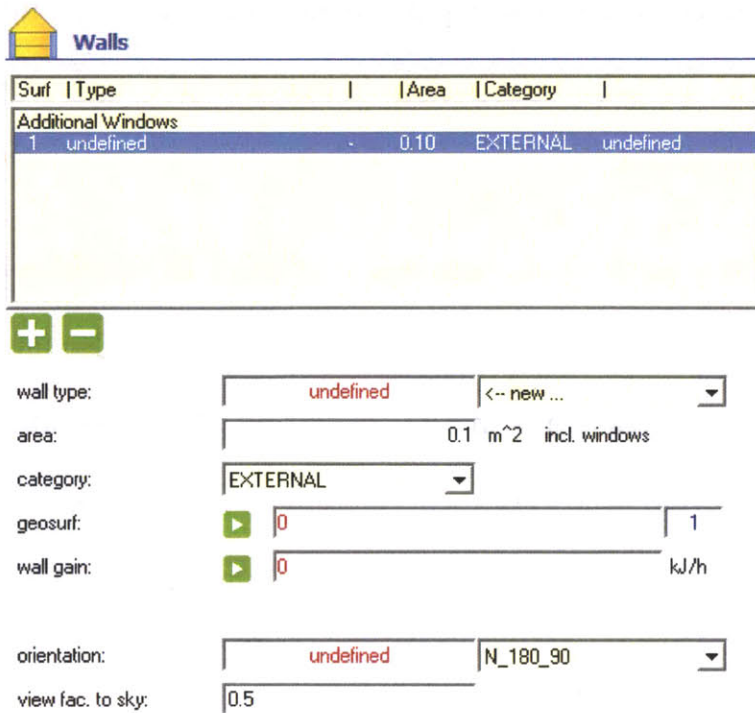 Walls
Surf | Type | | Area | Category |
Additional Windows
1 undefined - 0.10 EXTERNAL undefined
wall type: undefined <-- new ...
area: 0.1 m^2 incl. windows
category: EXTERNAL
geosurf: 0 1
wall gain: 0 kJ/h
orientation: undefined N_180_90
view fac. to sky: 0.5